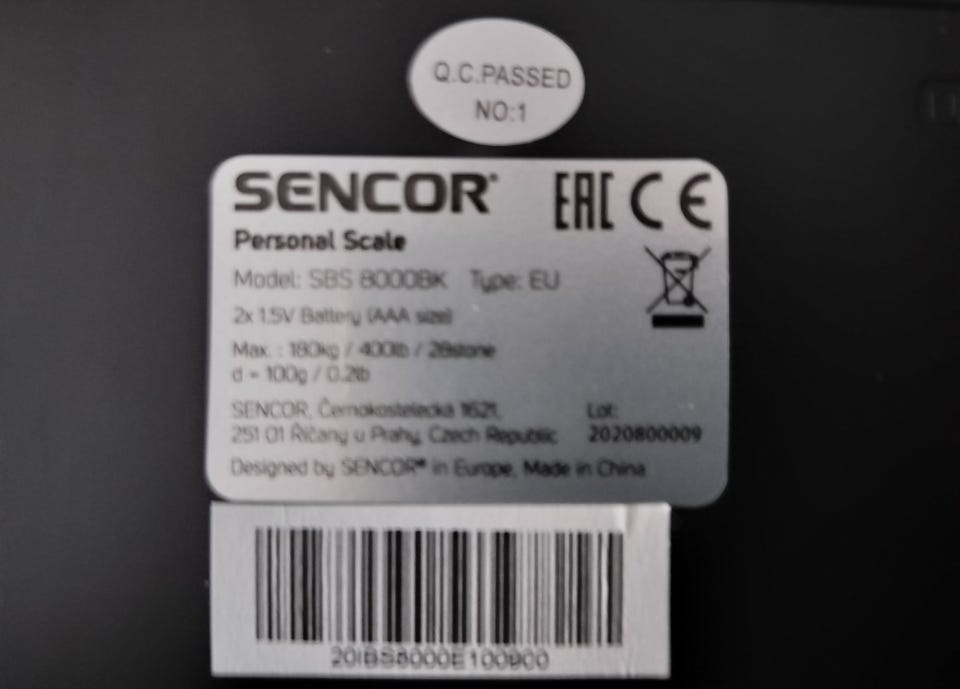 Q.C.PASSED
NO:1
SENCOR® EAC CE
Personal Scale
Model: SBS 8000BK Type: EU
2x 1.5V Battery (AAA size)
Max. : 180kg / 400lb / 28stone
d = 100g / 0.2lb
SENCOR, Černokostelecká 1621,
251 01 Říčany u Prahy, Czech Republic
Lot:
2020800009
Designed by SENCOR® in Europe, Made in China